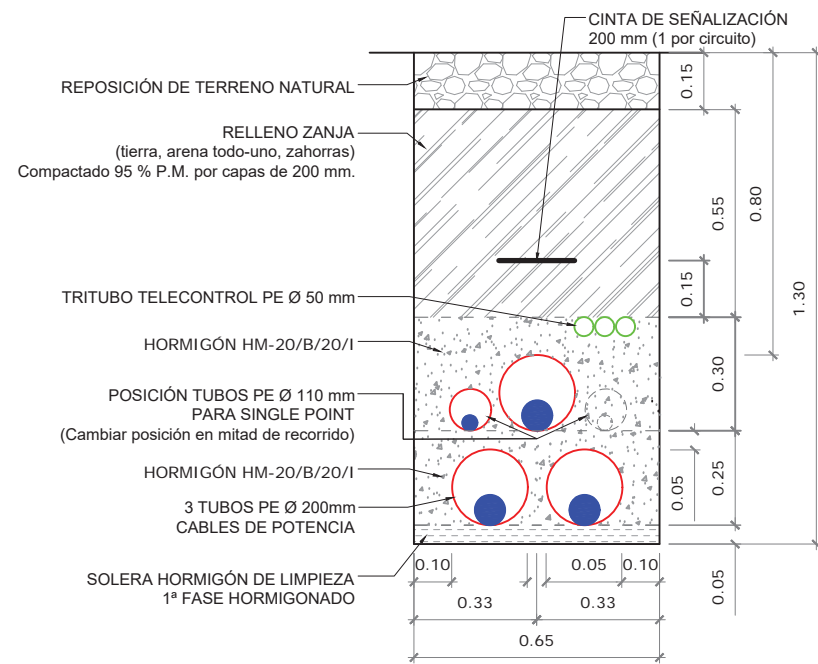 CINTA DE SEÑALIZACIÓN
200 mm (1 por circuito)
REPOSICIÓN DE TERRENO NATURAL
RELLENO ZANJA
(tierra, arena todo-uno, zahorras)
Compactado 95 % P.M. por capas de 200 mm.
TRITUBO TELECONTROL PE Ø 50 mm
HORMIGÓN HM-20/B/20/I
POSICIÓN TUBOS PE Ø 110 mm
PARA SINGLE POINT
(Cambiar posición en mitad de recorrido)
HORMIGÓN HM-20/B/20/I
3 TUBOS PE Ø 200mm
CABLES DE POTENCIA
SOLERA HORMIGÓN DE LIMPIEZA
1ª FASE HORMIGONADO
0.15
0.55
0.80
0.15
1.30
0.30
0.05
0.25
0.05
0.10
0.05
0.10
0.33
0.33
0.65